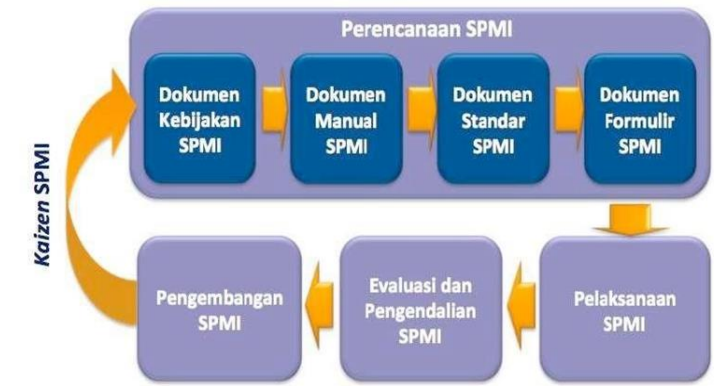 Perencanaan SPMI
Dokumen
Kebijakan
SPMI
Dokumen
Manual
SPMI
Dokumen
Standar
SPMI
Dokumen
Formulir
SPMI
Kaizen SPMI
Pengembangan
SPMI
Evaluasi dan
Pengendalian
SPMI
Pelaksanaan
SPMI